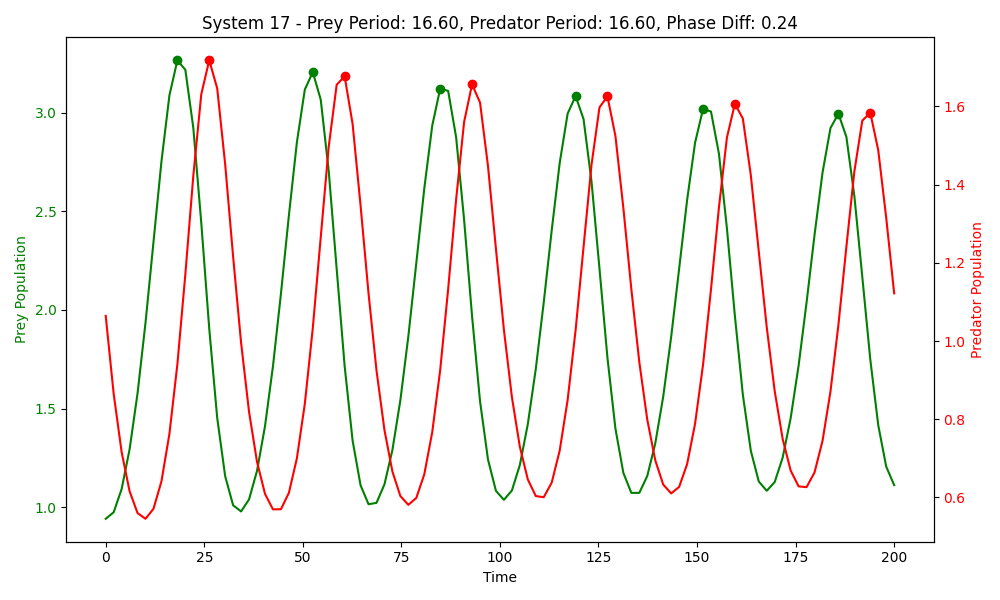 System 17 - Prey Period: 16.60, Predator Period: 16.60, Phase Diff: 0.24
3.0
2.5
2.0
1.5
1.0
Prey Population
1.6
1.4
1.2
1.0
0.8
0.6
Predator Population
0 25 50 75 100 125 150 175 200
Time